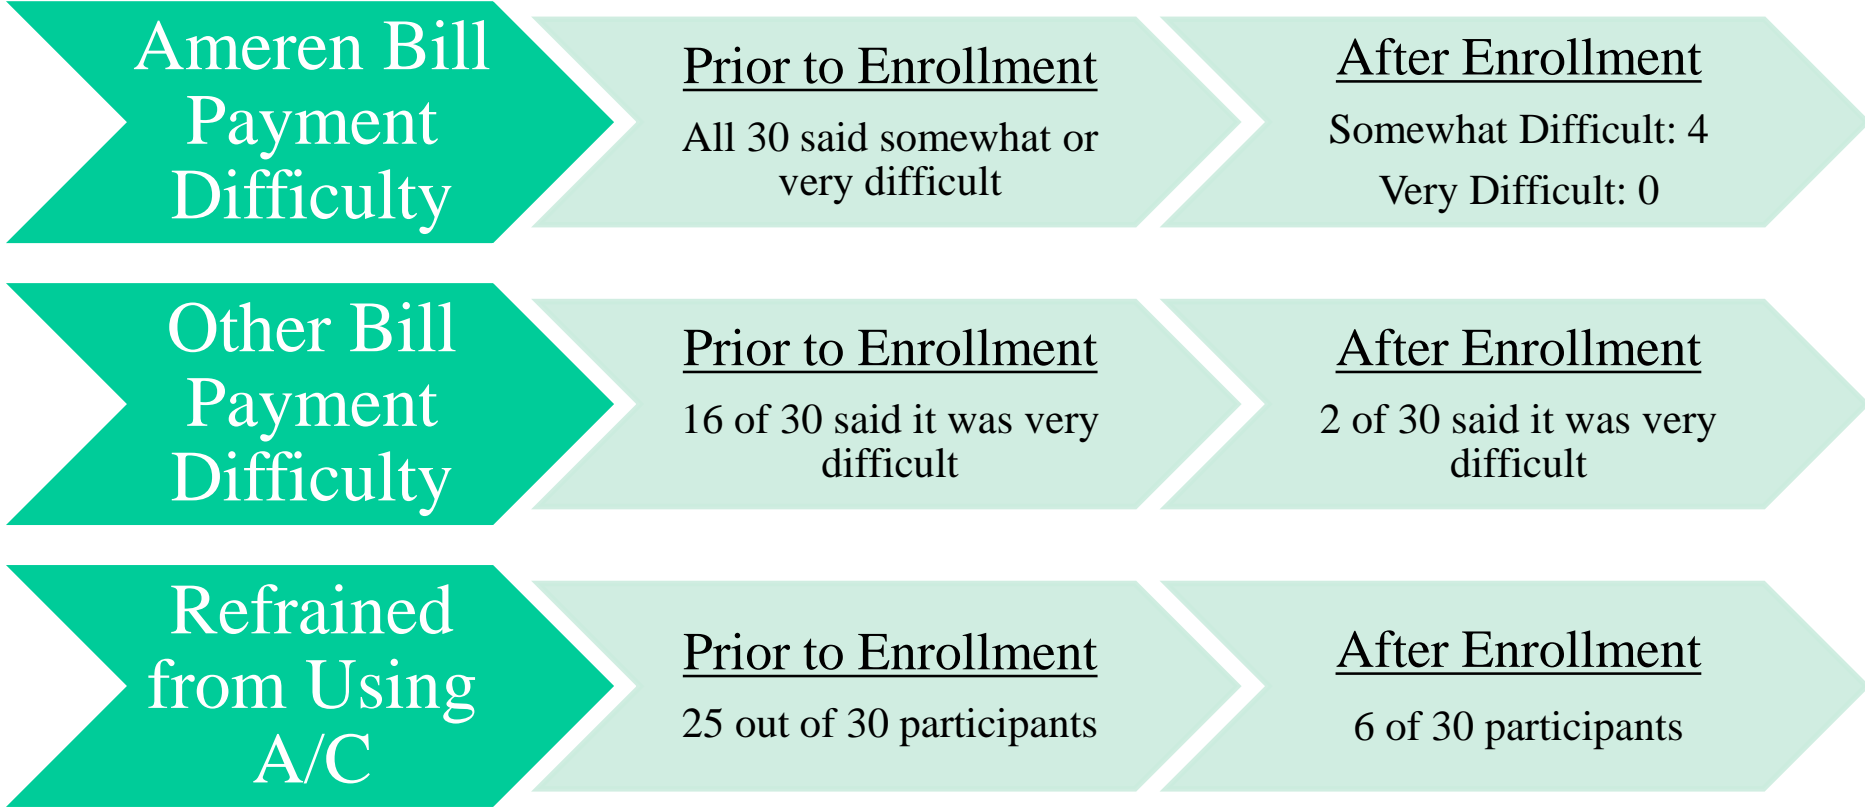 Ameren Bill
Payment
Difficulty
Prior to Enrollment
All 30 said somewhat or
very difficult
After Enrollment
Somewhat Difficult: 4
Very Difficult: 0
Other Bill
Payment
Difficulty
Prior to Enrollment
16 of 30 said it was very
difficult
After Enrollment
2 of 30 said it was very
difficult
Refrained
from Using
A/C
Prior to Enrollment
25 out of 30 participants
After Enrollment
6 of 30 participants